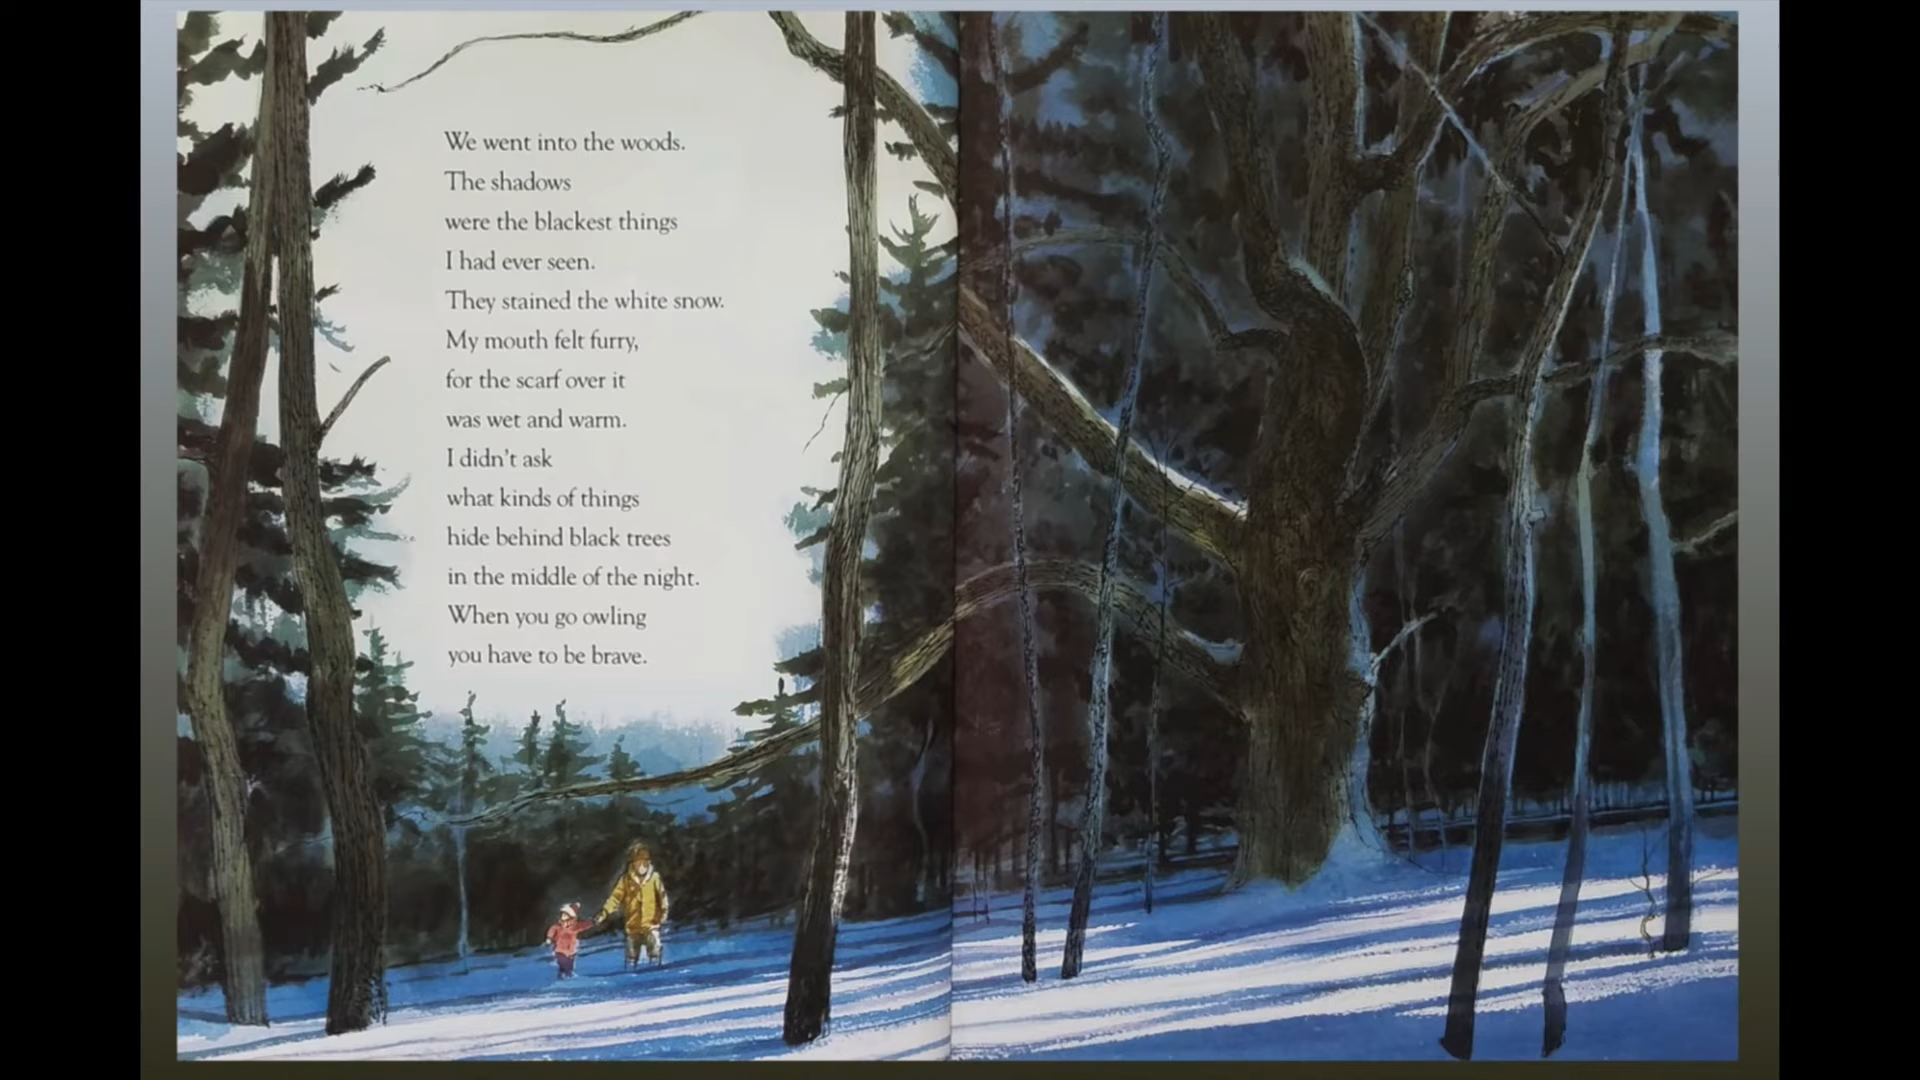 We went into the woods.
The shadows
were the blackest things
I had ever seen.
They stained the white snow.
My mouth felt furry,
for the scarf over it
was wet and warm.
I didn't ask
what kinds of things
hide behind black trees
in the middle of the night.
When you go owling
you have to be brave.